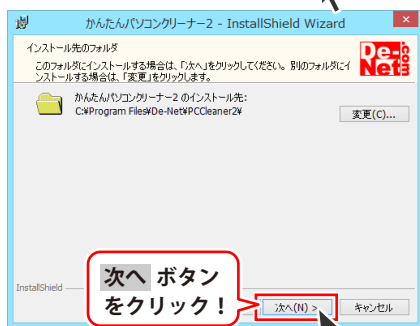 かんたんパソコンクリーナー2 - InstallShield Wizard
インストール先のフォルダ
このフォルダにインストールする場合は、「次へ」をクリックしてください。別のフォルダにイ
ンストールする場合は、「変更」をクリックします。
De-Net.com
かんたんパソコンクリーナー2 のインストール先:
C:¥Program Files¥De-Net¥PCCleaner2¥
変更(C)...
InstallShield
次へ ボタン
をクリック!
次へ(N) >
キャンセル